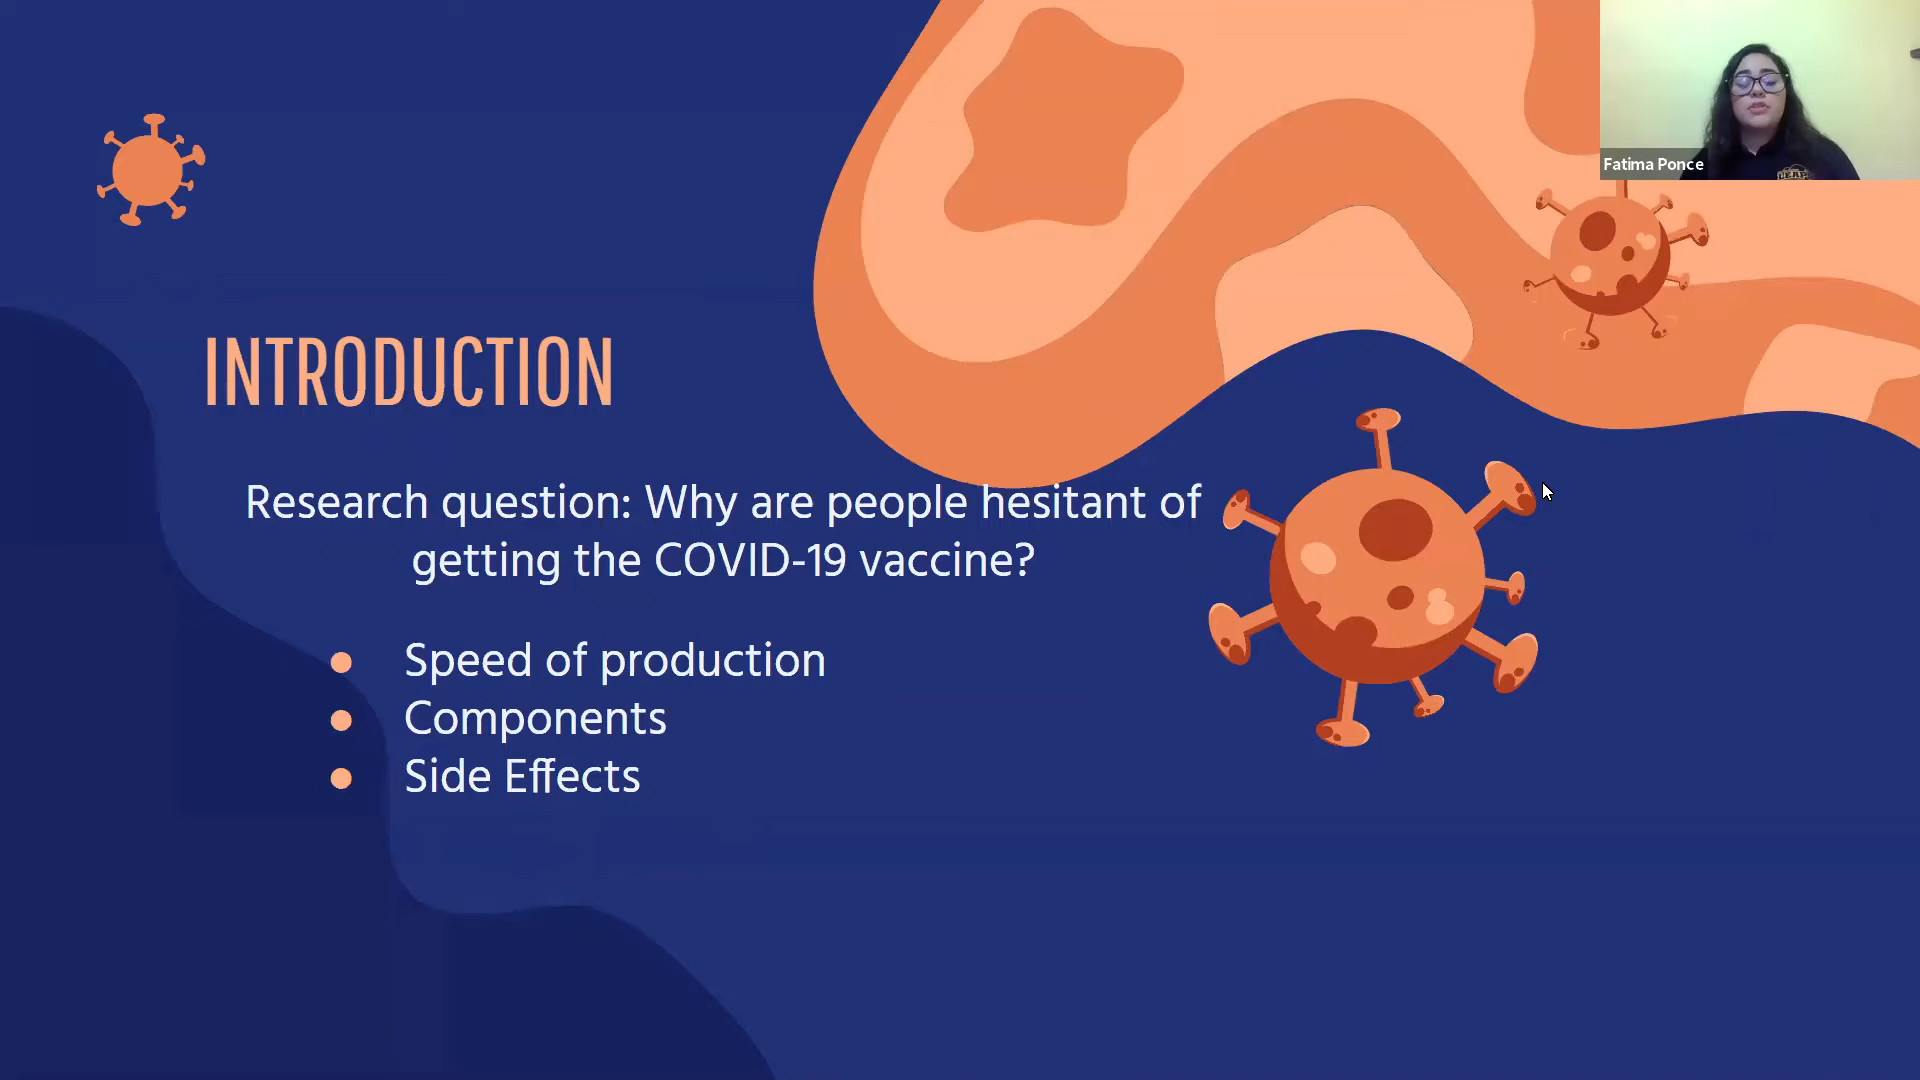 Fatima Ponce
INTRODUCTION
Research question: Why are people hesitant of
getting the COVID-19 vaccine?
● Speed of production
● Components
● Side Effects